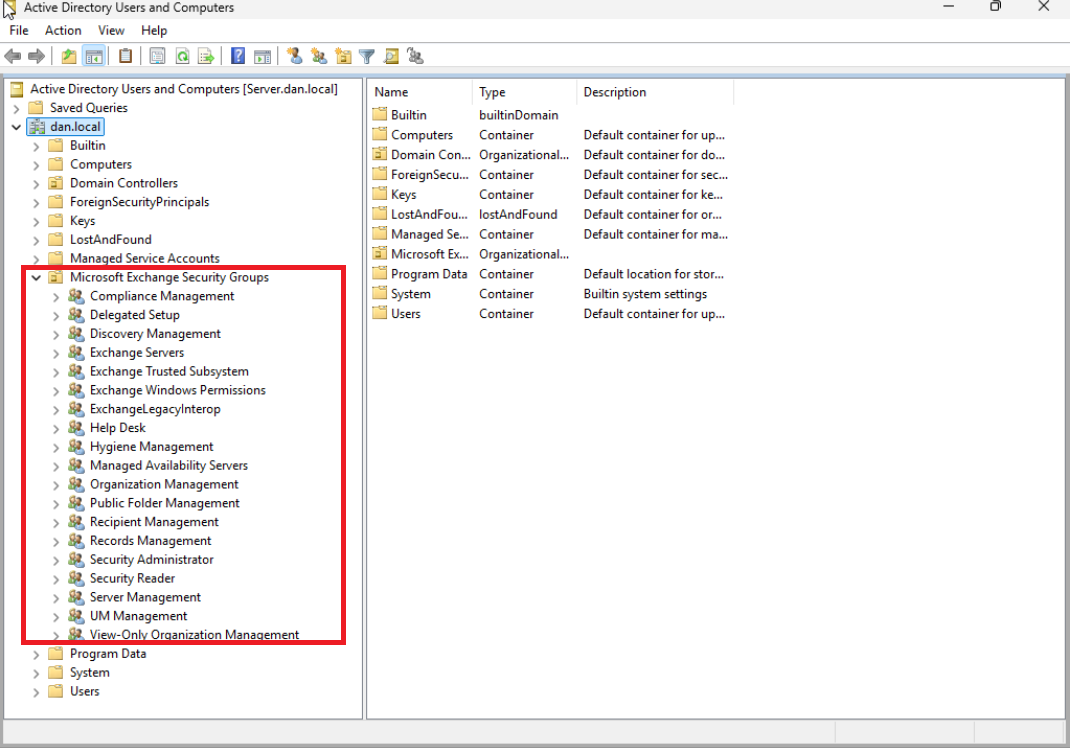 Active Directory Users and Computers
File Action View Help
Active Directory Users and Computers [Server.dan.local]
Saved Queries
dan.local
Builtin
Computers
Domain Controllers
ForeignSecurityPrincipals
Keys
LostAndFound
Managed Service Accounts
Microsoft Exchange Security Groups
Compliance Management
Delegated Setup
Discovery Management
Exchange Servers
Exchange Trusted Subsystem
Exchange Windows Permissions
ExchangeLegacyInterop
Help Desk
Hygiene Management
Managed Availability Servers
Organization Management
Public Folder Management
Recipient Management
Records Management
Security Administrator
Security Reader
Server Management
UM Management
View-Only Organization Management
Program Data
System
Users
Name Type Description
Builtin builtinDomain
Computers Container Default container for up...
Domain Con... Organizational... Default container for do...
ForeignSecu... Container Default container for sec...
Keys Container Default container for ke...
LostAndFou... lostAndFound Default container for or...
Managed Se... Container Default container for ma...
Microsoft Ex... Organizational...
Program Data Container Default location for stor...
System Container Builtin system settings
Users Container Default container for up...